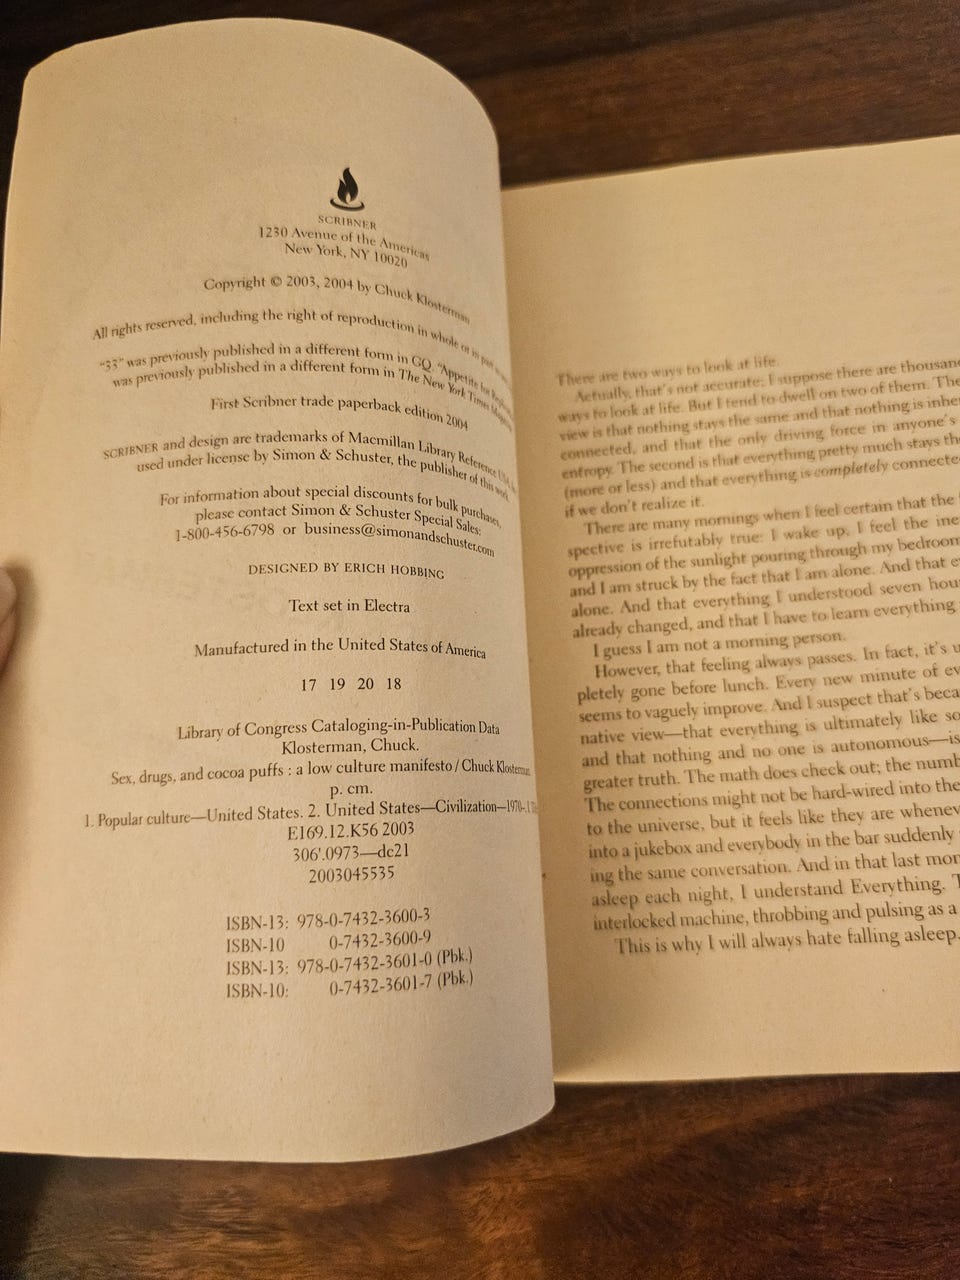 SCRIBNER
1230 Avenue of the Americas
New York, NY 10020
Copyright © 2003, 2004 by Chuck Klosterman
All rights reserved, including the right of reproduction in whole or in part
“33” was previously published in a different form in GQ. “Appetite for
was previously published in a different form in The New York Times
First Scribner trade paperback edition 2004
SCRIBNER and design are trademarks of Macmillan Library Reference
used under license by Simon & Schuster, the publisher of this work.
For information about special discounts for bulk purchases,
please contact Simon & Schuster Special Sales:
1-800-456-6798 or business@simonandschuster.com
DESIGNED BY ERICH HOBBING
Text set in Electra
Manufactured in the United States of America
17 19 20 18
Library of Congress Cataloging-in-Publication Data
Klosterman, Chuck.
Sex, drugs, and cocoa puffs : a low culture manifesto / Chuck Klosterman
p. cm.
1. Popular culture—United States. 2. United States—Civilization—1970-
E169.12.K56 2003
306'.0973—dc21
2003045535
ISBN-13: 978-0-7432-3600-3
ISBN-10 0-7432-3600-9
ISBN-13: 978-0-7432-3601-0 (Pbk.)
ISBN-10: 0-7432-3601-7 (Pbk.)
There are two ways to look at life.
Actually, that's not accurate; I suppose there are thousan
ways to look at life. But I tend to dwell on two of them. The
view is that nothing stays the same and that nothing is inhe
connected, and that the only driving force in anyone's
entropy. The second is that everything pretty much stays the
(more or less) and that everything is completely connecte
if we don't realize it.
There are many mornings when I feel certain that the
spective is irrefutably true: I wake up, I feel the ine
oppression of the sunlight pouring through my bedroom
and I am struck by the fact that I am alone. And that e
alone. And that everything I understood seven hou
already changed, and that I have to learn everything
I guess I am not a morning person.
However, that feeling always passes. In fact, it's u
pletely gone before lunch. Every new minute of ev
seems to vaguely improve. And I suspect that's beca
native view—that everything is ultimately like so
and that nothing and no one is autonomous—is
greater truth. The math does check out; the numb
The connections might not be hard-wired into the
to the universe, but it feels like they are whenev
into a jukebox and everybody in the bar suddenly
ing the same conversation. And in that last mor
asleep each night, I understand Everything. T
interlocked machine, throbbing and pulsing as a
This is why I will always hate falling asleep.